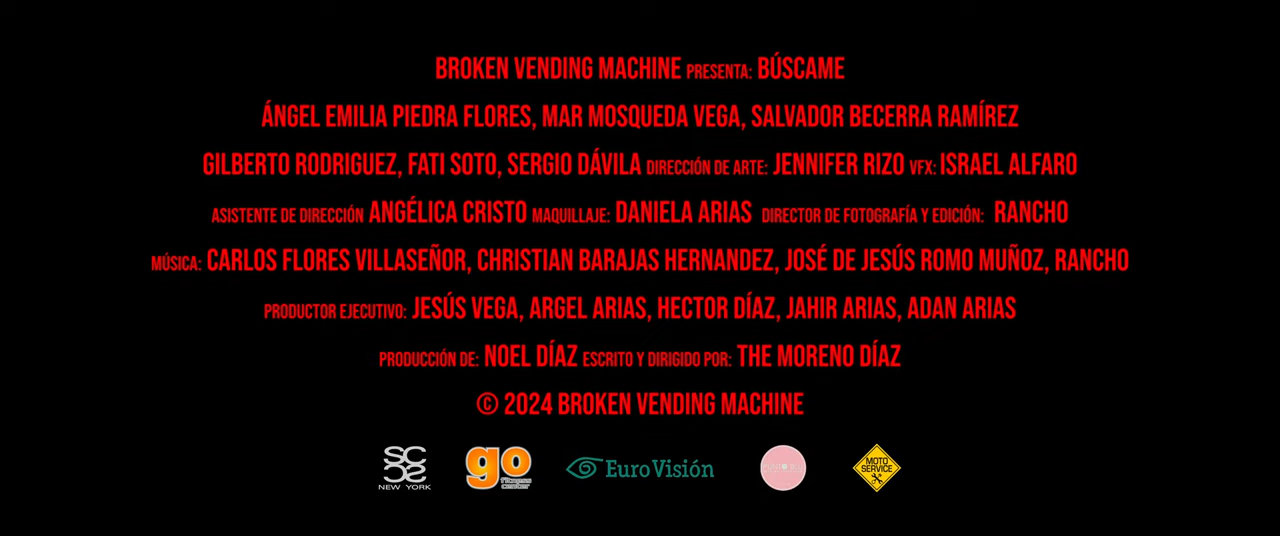 BROKEN VENDING MACHINE PRESENTA: BÚSCAME
ÁNGEL EMILIA PIEDRA FLORES, MAR MOSQUEDA VEGA, SALVADOR BECERRA RAMÍREZ
GILBERTO RODRIGUEZ, FATI SOTO, SERGIO DÁVILA DIRECCIÓN DE ARTE: JENNIFER RIZO VFX: ISRAEL ALFARO
ASISTENTE DE DIRECCIÓN ANGÉLICA CRISTO MAQUILLAJE: DANIELA ARIAS DIRECTOR DE FOTOGRAFÍA Y EDICIÓN: RANCHO
MÚSICA: CARLOS FLORES VILLASEÑOR, CHRISTIAN BARAJAS HERNANDEZ, JOSÉ DE JESÚS ROMO MUÑOZ, RANCHO
PRODUCTOR EJECUTIVO: JESÚS VEGA, ARGEL ARIAS, HECTOR DÍAZ, JAHIR ARIAS, ADAN ARIAS
PRODUCCIÓN DE: NOEL DÍAZ ESCRITO Y DIRIGIDO POR: THE MORENO DÍAZ
© 2024 BROKEN VENDING MACHINE
SC
NEW YORK
go
fitness
center
EuroVisión
MOTO
SERVICE